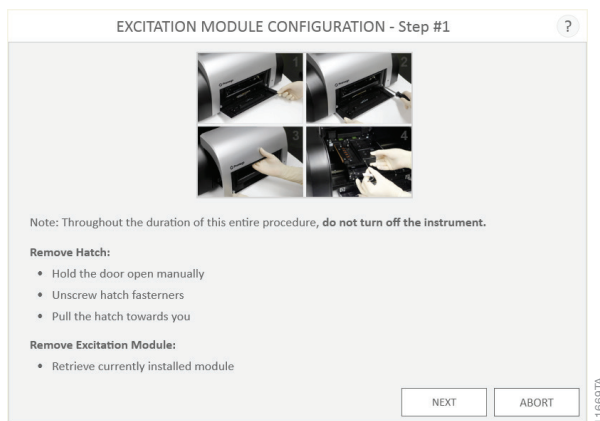 EXCITATION MODULE CONFIGURATION - Step #1
?
1
2
3
4
Note: Throughout the duration of this entire procedure, do not turn off the instrument.
Remove Hatch:
• Hold the door open manually
• Unscrew hatch fasterners
• Pull the hatch towards you
Remove Excitation Module:
• Retrieve currently installed module
NEXT
ABORT